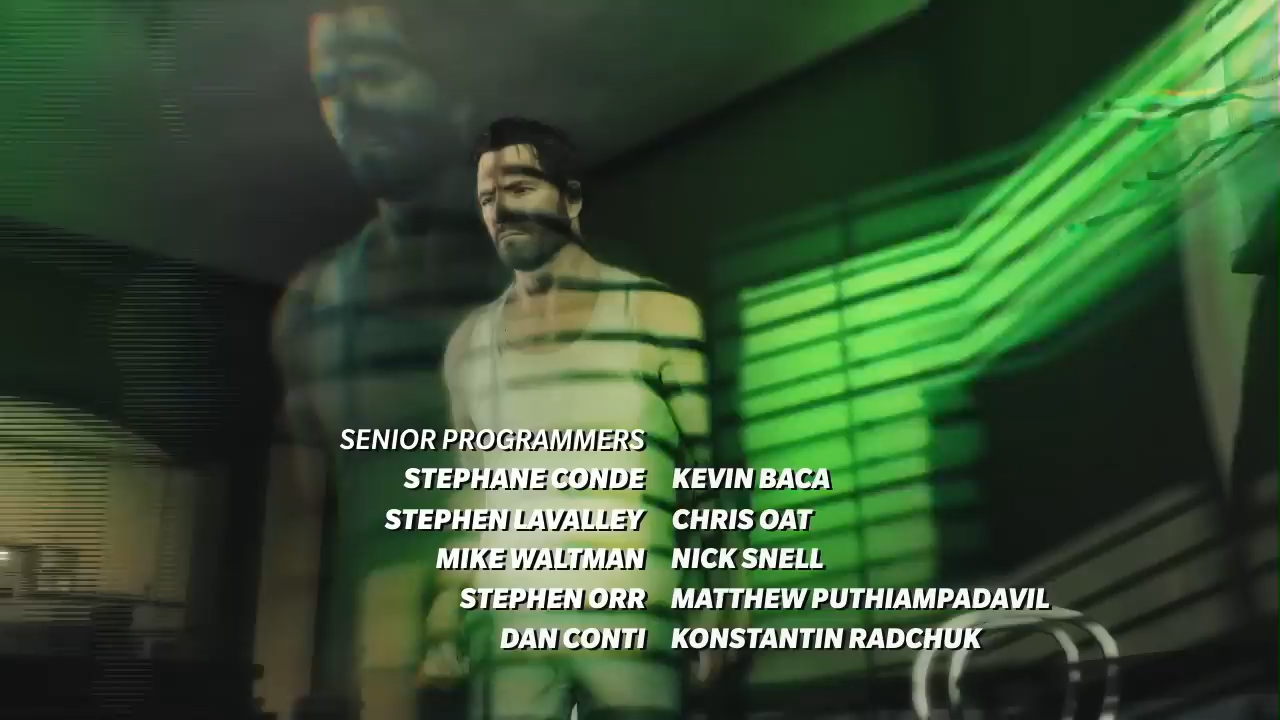 SENIOR PROGRAMMERS
STEPHANE CONDE KEVIN BACA
STEPHEN LAVALLEY CHRIS OAT
MIKE WALTMAN NICK SNELL
STEPHEN ORR MATTHEW PUTHIAMPADAVIL
DAN CONTI KONSTANTIN RADCHUK